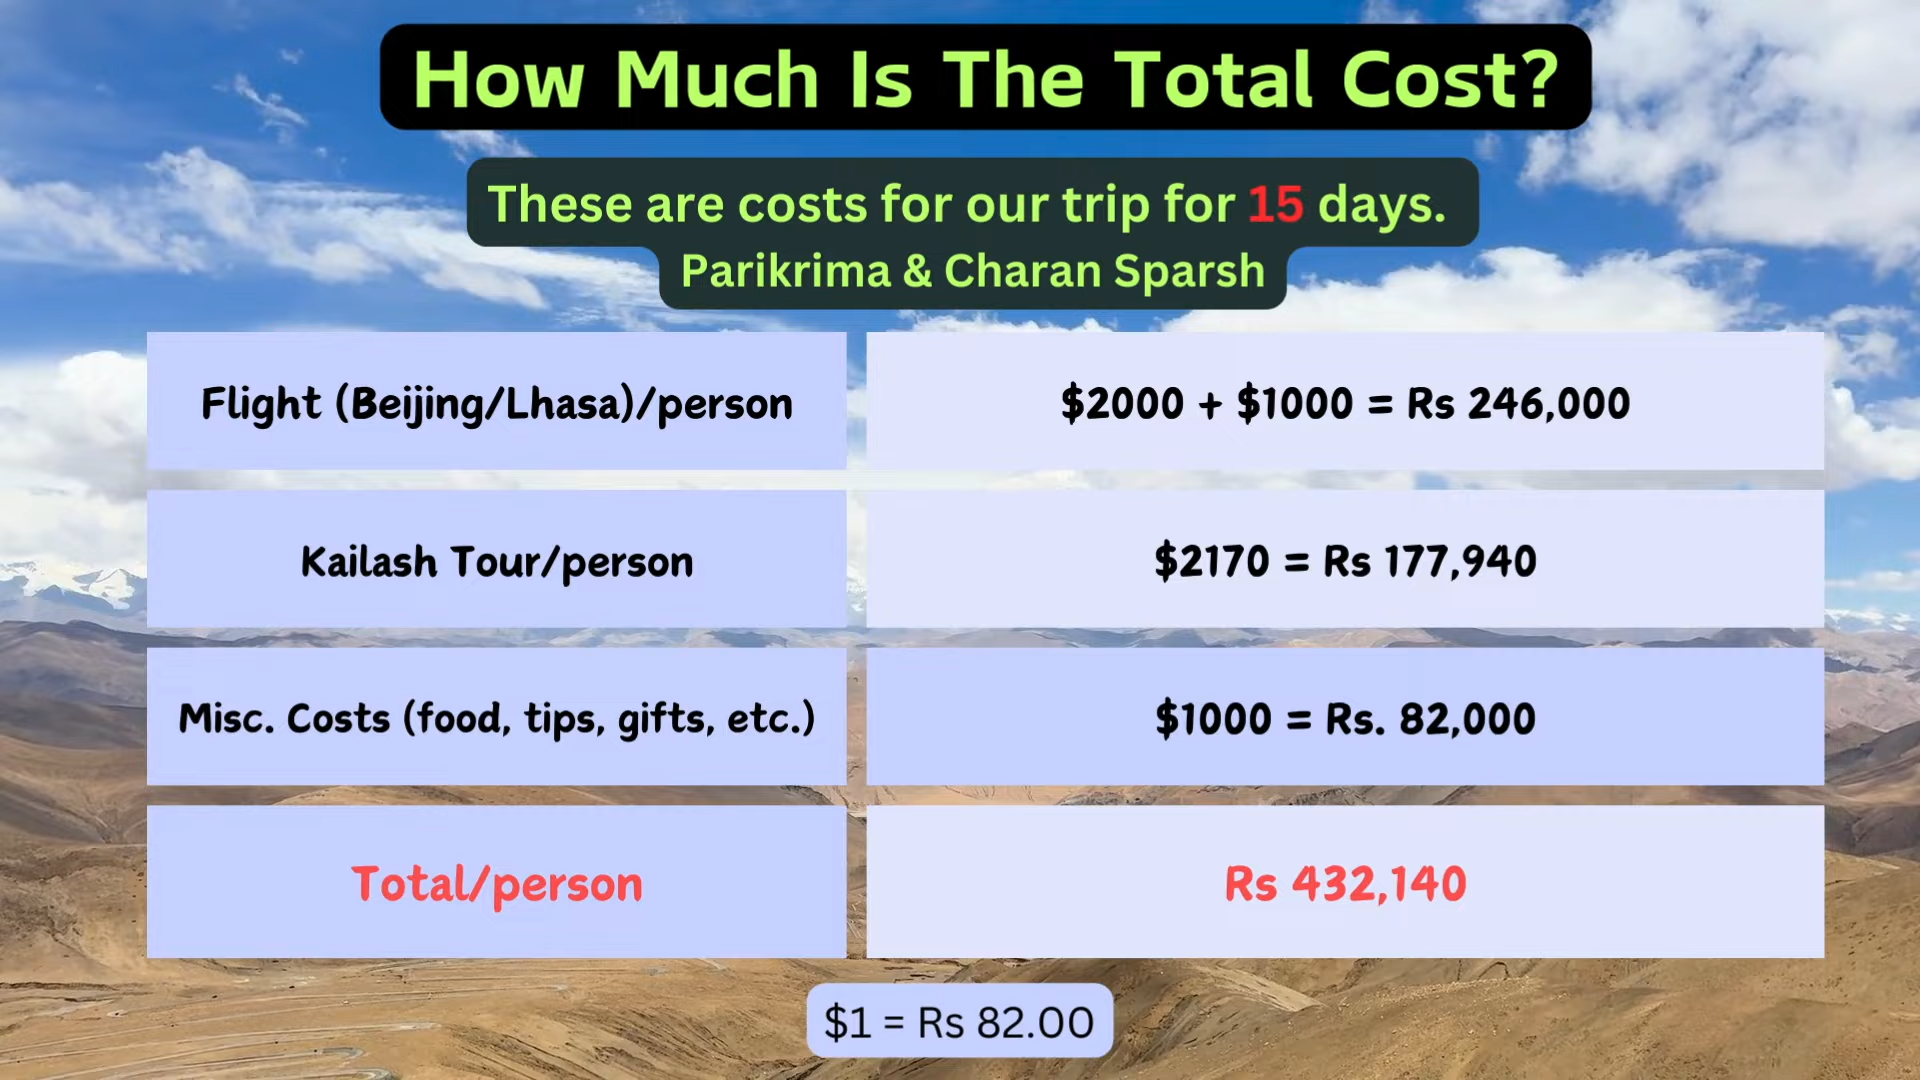 How Much Is The Total Cost?
These are costs for our trip for 15 days.
Parikrima & Charan Sparsh
Flight (Beijing/Lhasa)/person
$2000 + $1000 = Rs 246,000
Kailash Tour/person
$2170 = Rs 177,940
Misc. Costs (food, tips, gifts, etc.)
$1000 = Rs. 82,000
Total/person
Rs 432,140
$1 = Rs 82.00